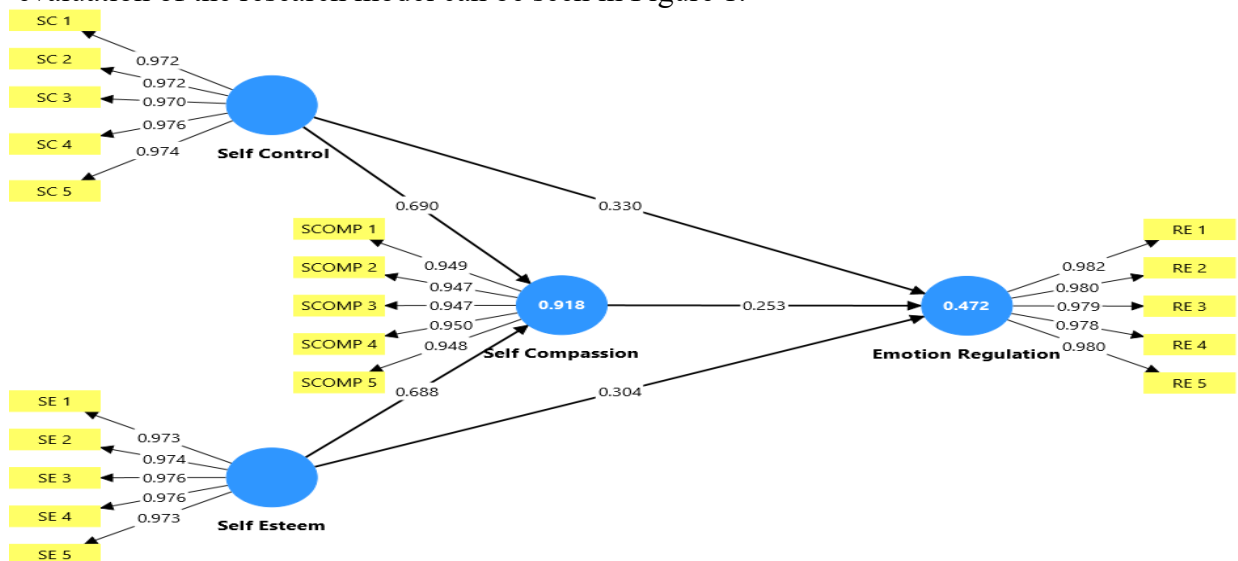 evaluation of the research model can be seen in Figure 1.
SC 1
SC 2
SC 3
SC 4
SC 5
0.972
0.972
0.970
0.976
0.974
Self Control
0.690
0.330
SCOMP 1
SCOMP 2
SCOMP 3
SCOMP 4
SCOMP 5
0.949
0.947
0.947
0.950
0.948
0.918
Self Compassion
0.253
0.472
Emotion Regulation
0.982
0.980
0.979
0.978
0.980
RE 1
RE 2
RE 3
RE 4
RE 5
0.688
0.304
SE 1
SE 2
SE 3
SE 4
SE 5
0.973
0.974
0.976
0.976
0.973
Self Esteem